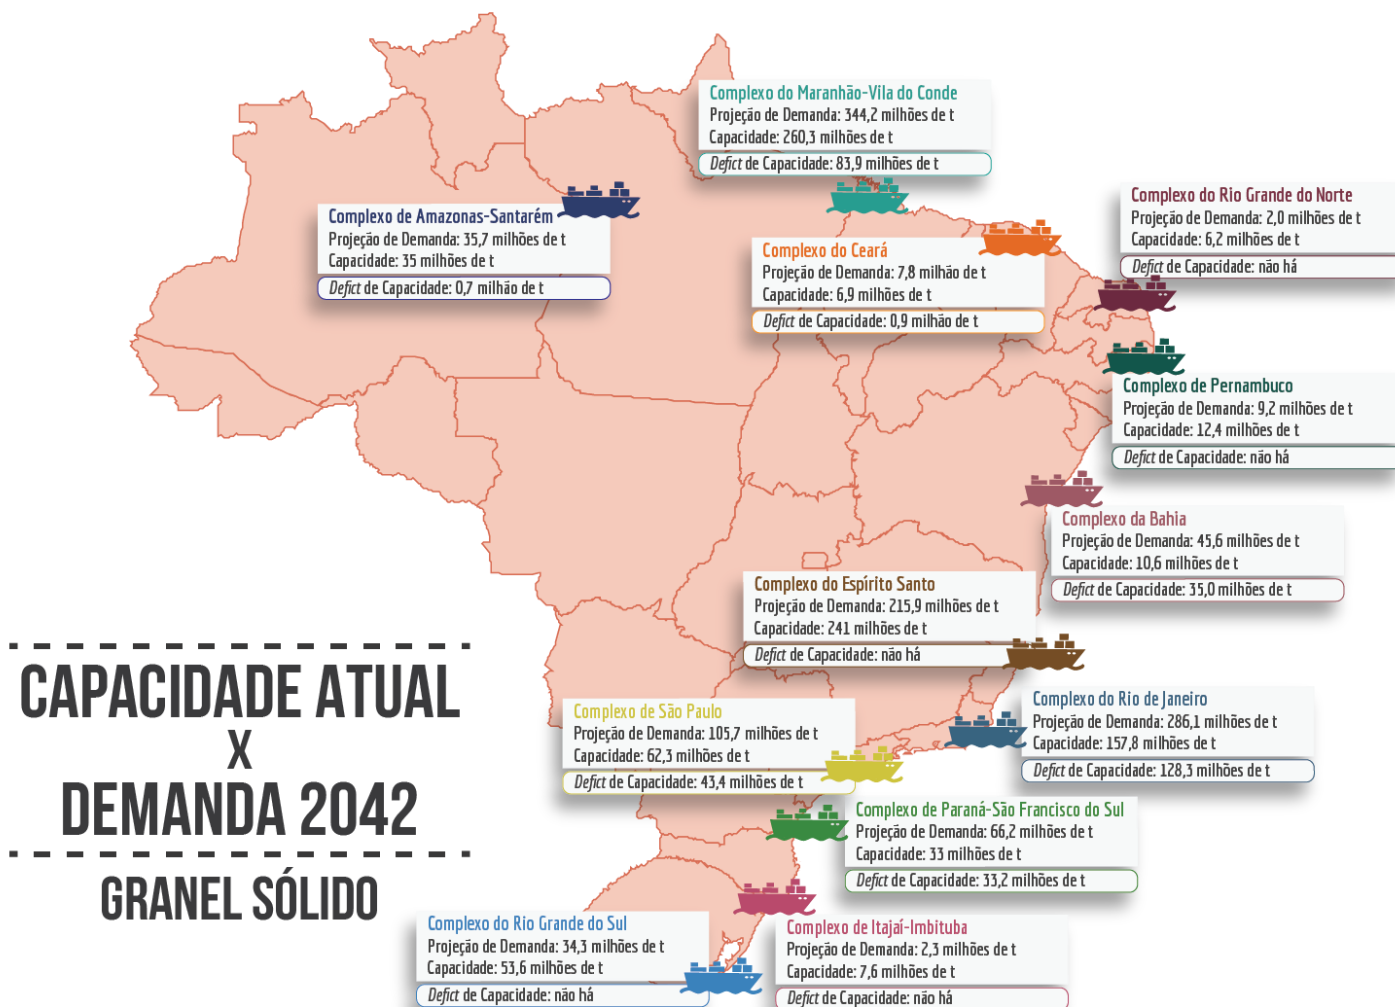 Complexo do Maranhão-Vila do Conde
Projeção de Demanda: 344,2 milhões de t
Capacidade: 260,3 milhões de t
Defict de Capacidade: 83,9 milhões de t
Complexo do Rio Grande do Norte
Projeção de Demanda: 2,0 milhões de t
Capacidade: 6,2 milhões de t
Defict de Capacidade: não há
Complexo de Amazonas-Santarém
Projeção de Demanda: 35,7 milhões de t
Capacidade: 35 milhões de t
Defict de Capacidade: 0,7 milhão de t
Complexo do Ceará
Projeção de Demanda: 7,8 milhão de t
Capacidade: 6,9 milhões de t
Defict de Capacidade: 0,9 milhão de t
Complexo de Pernambuco
Projeção de Demanda: 9,2 milhões de t
Capacidade: 12,4 milhões de t
Defict de Capacidade: não há
Complexo da Bahia
Projeção de Demanda: 45,6 milhões de t
Capacidade: 10,6 milhões de t
Defict de Capacidade: 35,0 milhões de t
Complexo do Espírito Santo
Projeção de Demanda: 215,9 milhões de t
Capacidade: 241 milhões de t
Defict de Capacidade: não há
CAPACIDADE ATUAL
X
DEMANDA 2042
GRANEL SÓLIDO
Complexo do Rio de Janeiro
Projeção de Demanda: 286,1 milhões de t
Capacidade: 157,8 milhões de t
Defict de Capacidade: 128,3 milhões de t
Complexo de São Paulo
Projeção de Demanda: 105,7 milhões de t
Capacidade: 62,3 milhões de t
Defict de Capacidade: 43,4 milhões de t
Complexo de Paraná-São Francisco do Sul
Projeção de Demanda: 66,2 milhões de t
Capacidade: 33 milhões de t
Defict de Capacidade: 33,2 milhões de t
Complexo do Rio Grande do Sul
Projeção de Demanda: 34,3 milhões de t
Capacidade: 53,6 milhões de t
Defict de Capacidade: não há
Complexo de Itajaí-Imbituba
Projeção de Demanda: 2,3 milhões de t
Capacidade: 7,6 milhões de t
Defict de Capacidade: não há